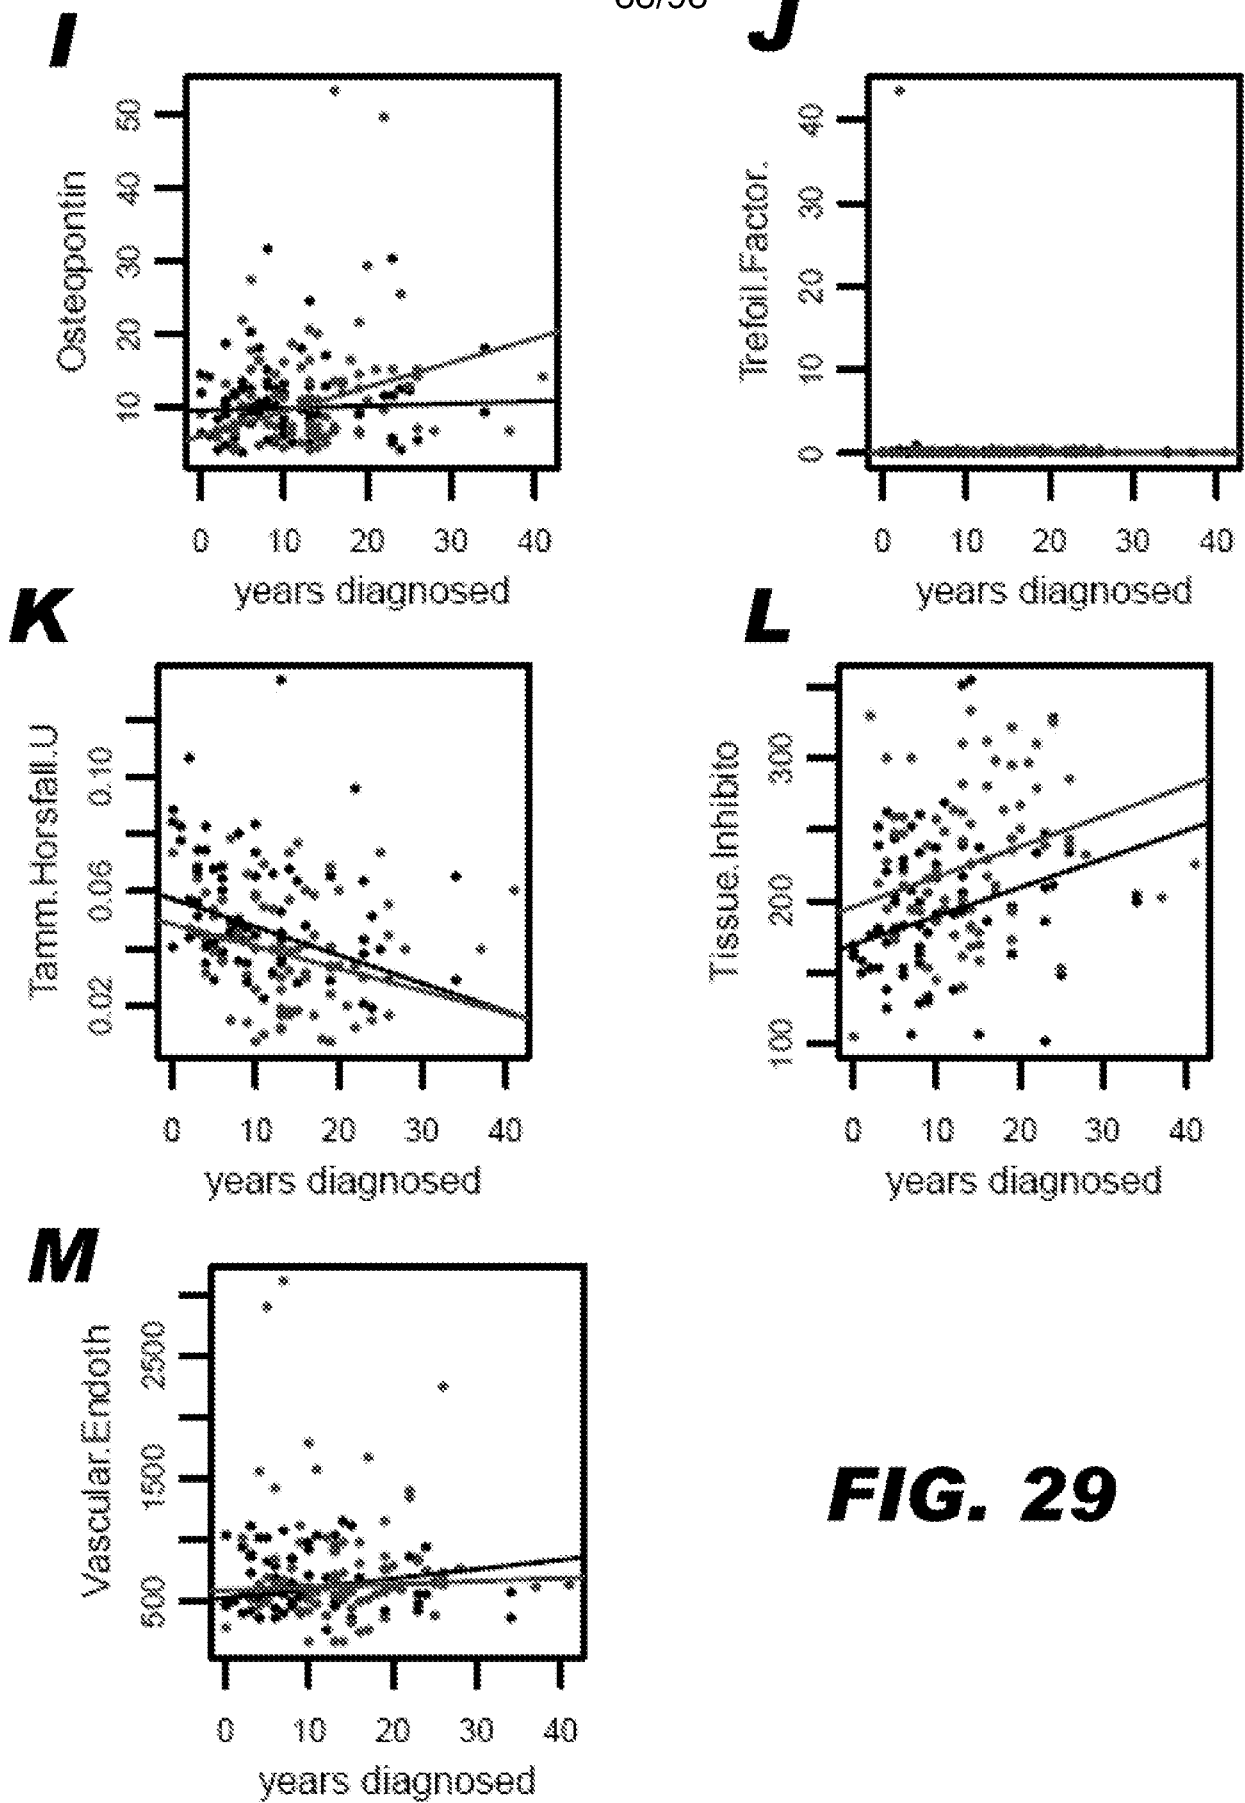 I
J
50
40
30
20
10
Osteopontin
0 10 20 30 40
years diagnosed
40
30
20
10
0
Trefoil.Factor.
0 10 20 30 40
years diagnosed
K
L
0.10
0.06
0.02
Tamm.Horsfall.U
0 10 20 30 40
years diagnosed
300
200
100
Tissue.Inhibito
0 10 20 30 40
years diagnosed
M
2500
1500
500
Vascular.Endoth
0 10 20 30 40
years diagnosed
FIG. 29